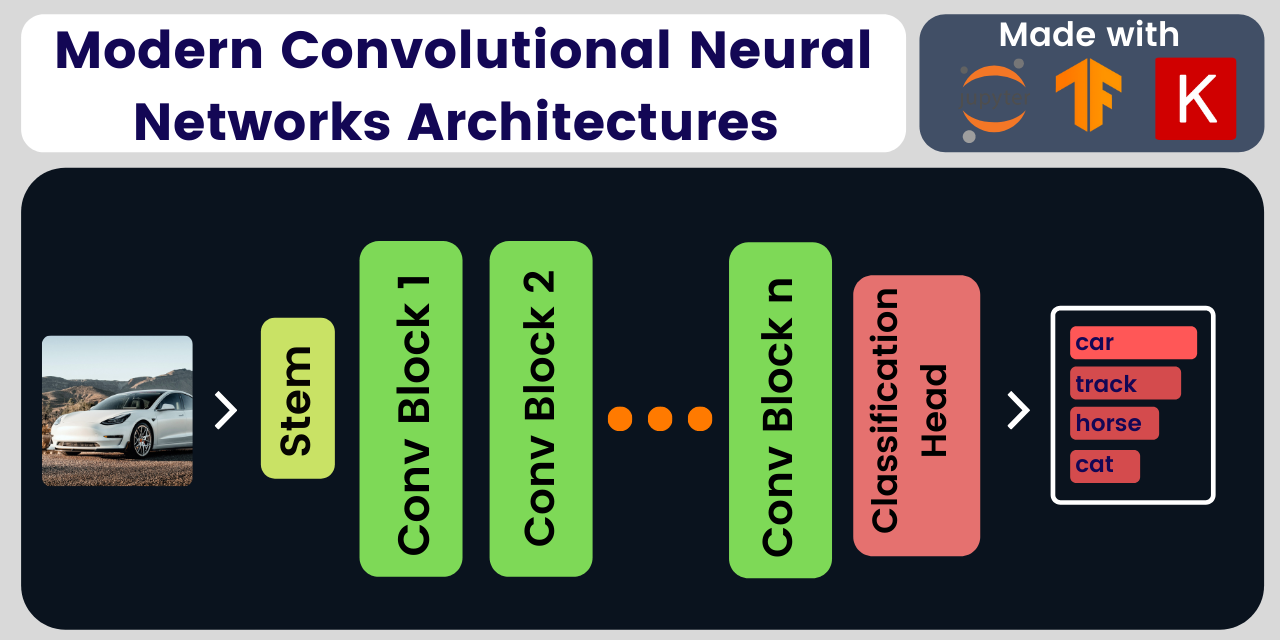 Modern Convolutional Neural
Networks Architectures
Made with
K
Stem
Conv Block 1
Conv Block 2
Conv Block n
Classification
Head
car
track
horse
cat